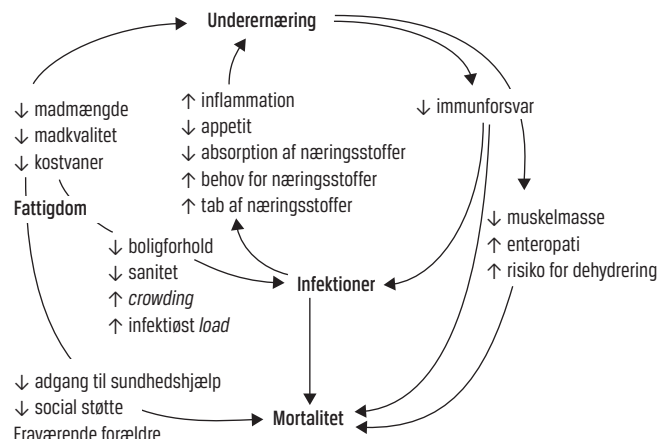 Underernæring
↓ madmængde
↓ madkvalitet
↓ kostvaner
Fattigdom
↑ inflammation
↓ appetit
↓ absorption af næringsstoffer
↑ behov for næringsstoffer
↑ tab af næringsstoffer
↓ immunforsvar
↓ muskelmasse
↑ enteropati
↑ risiko for dehydrering
↓ boligforhold
↓ sanitet
↑ crowding
↑ infektiøst load
Infektioner
↓ adgang til sundhedshjælp
↓ social støtte
Fraværende forældre
Mortalitet